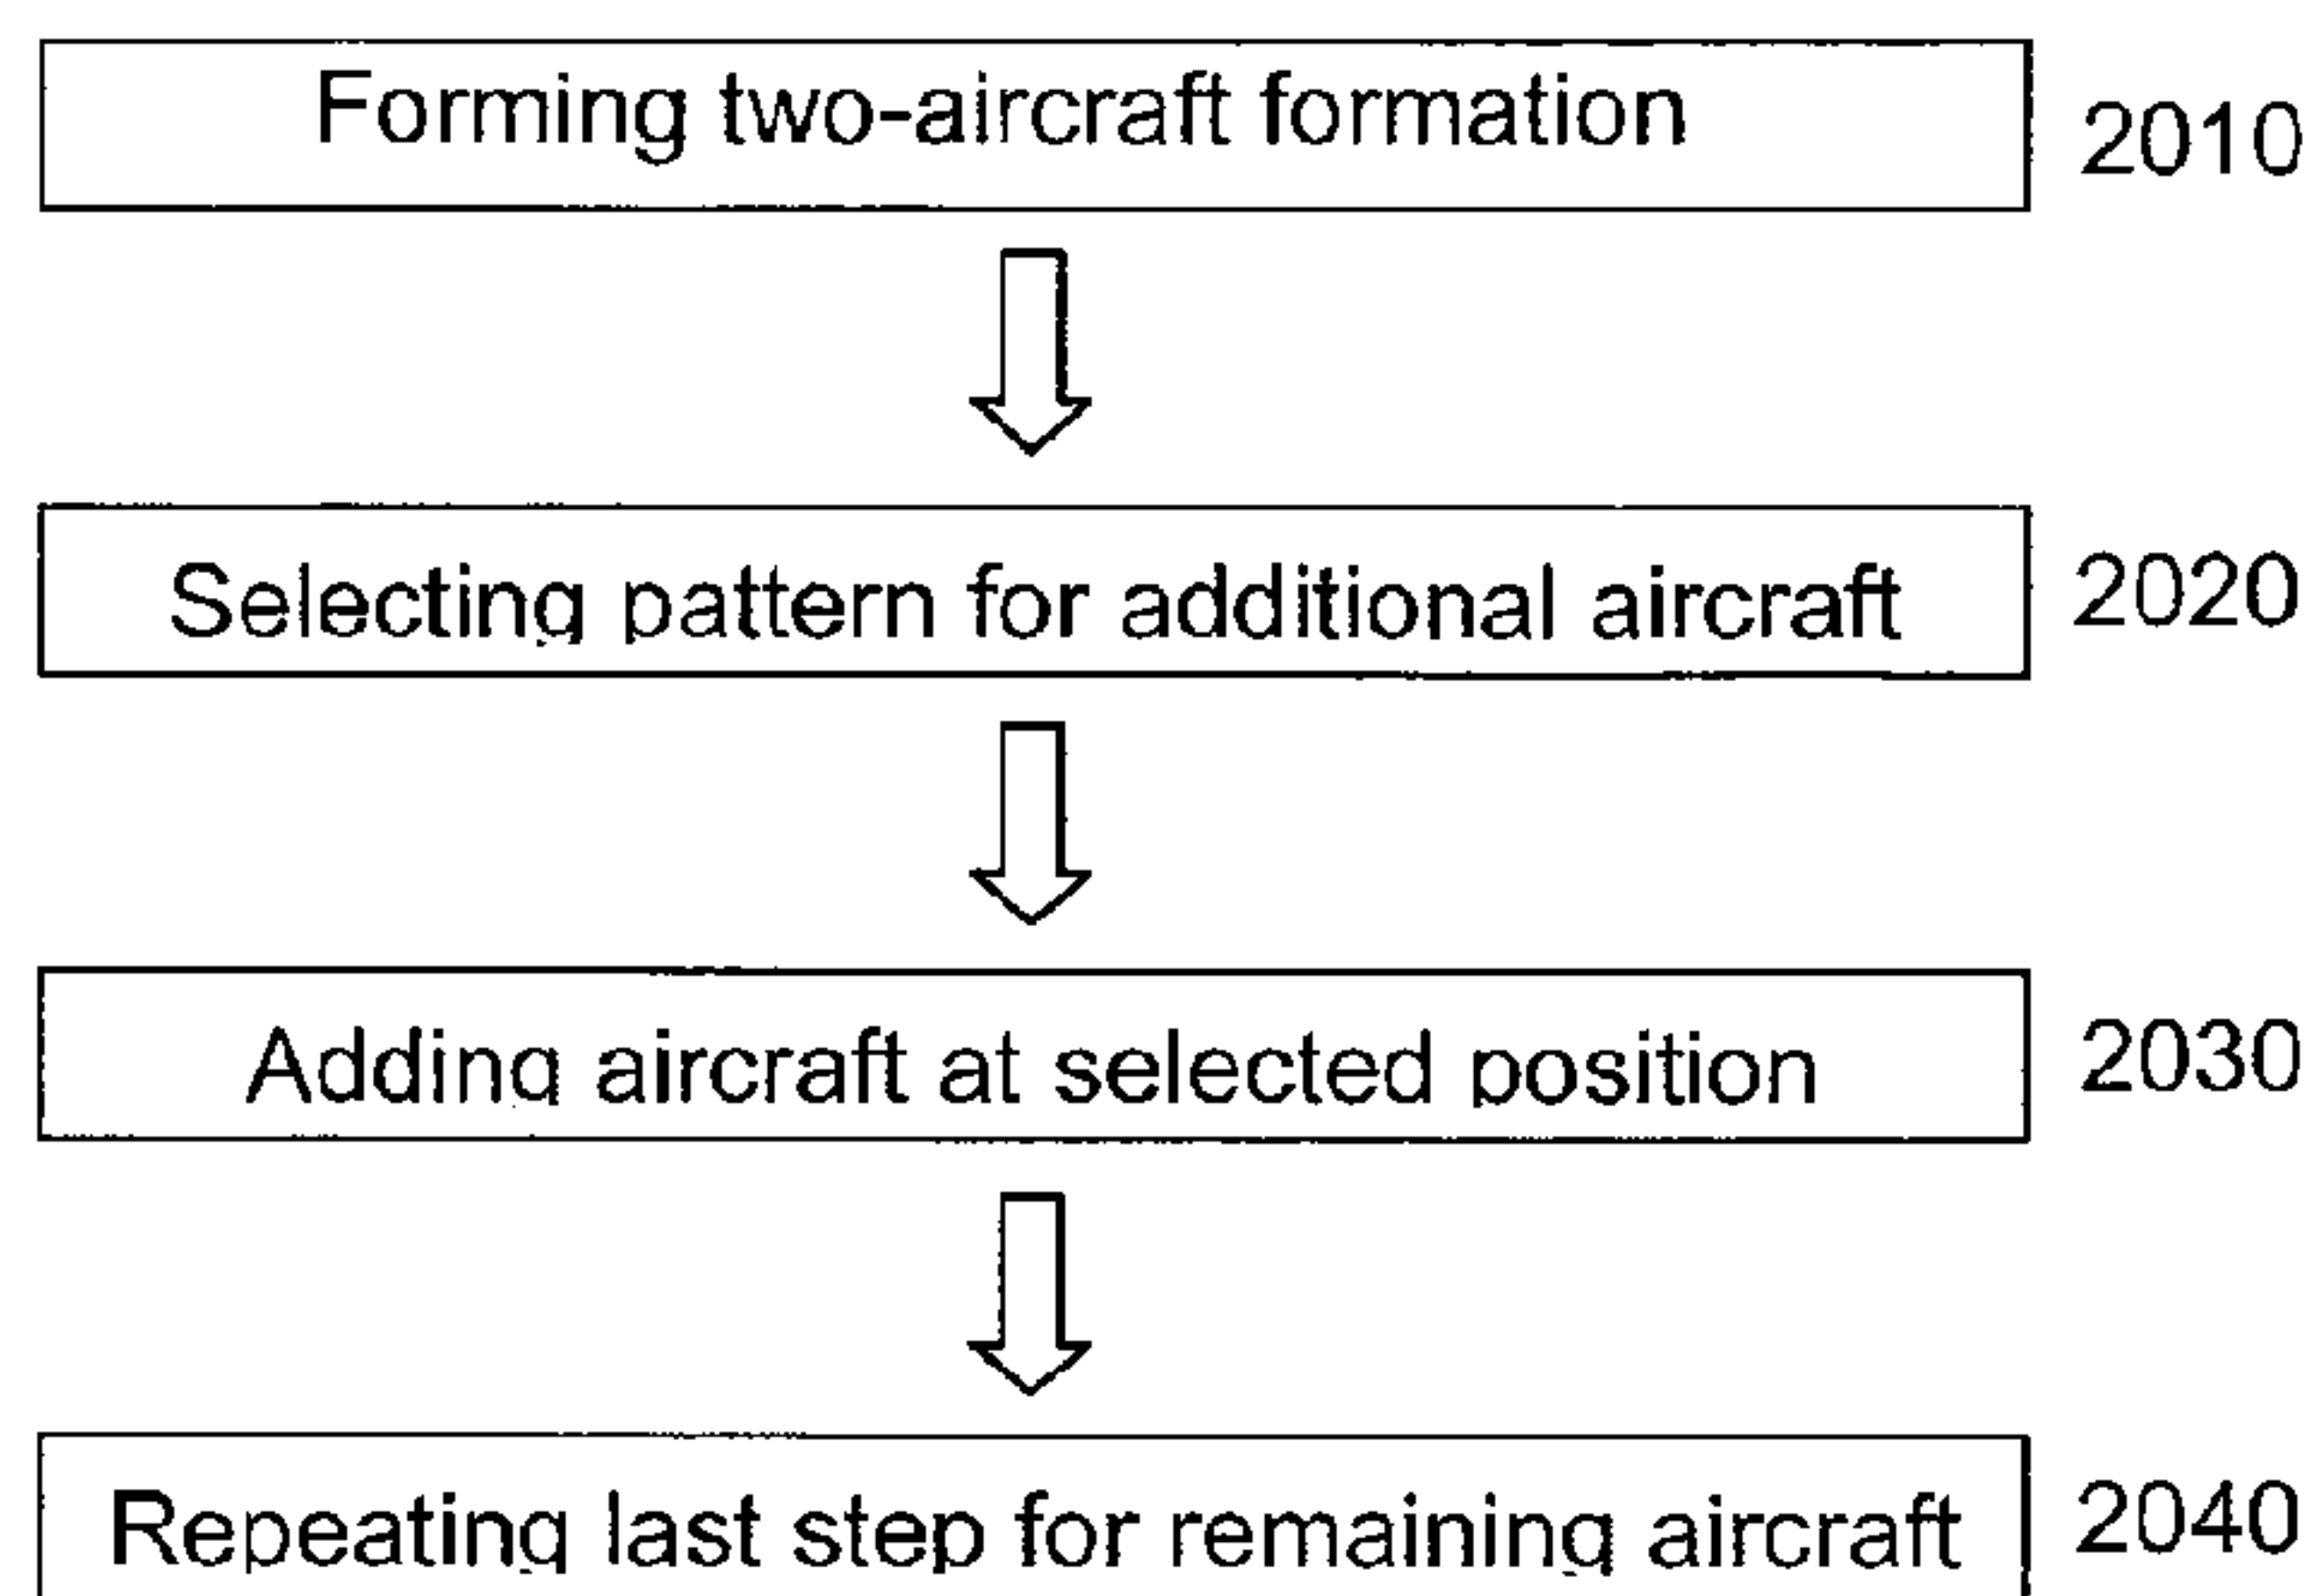 Forming two-aircraft formation 2010
Selecting pattern for additional aircraft 2020
Adding aircraft at selected position 2030
Repeating last step for remaining aircraft 2040